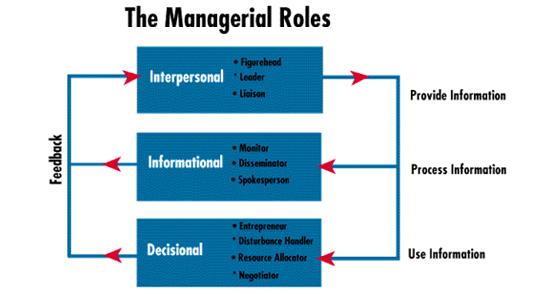 The Managerial Roles
Interpersonal
• Figurehead
* Leader
• Liaison
Provide Information
Informational
• Monitor
• Disseminator
• Spokesperson
Process Information
Feedback
Decisional
• Entrepreneur
* Disturbance Handler
• Resource Allocator
* Negotiator
Use Information